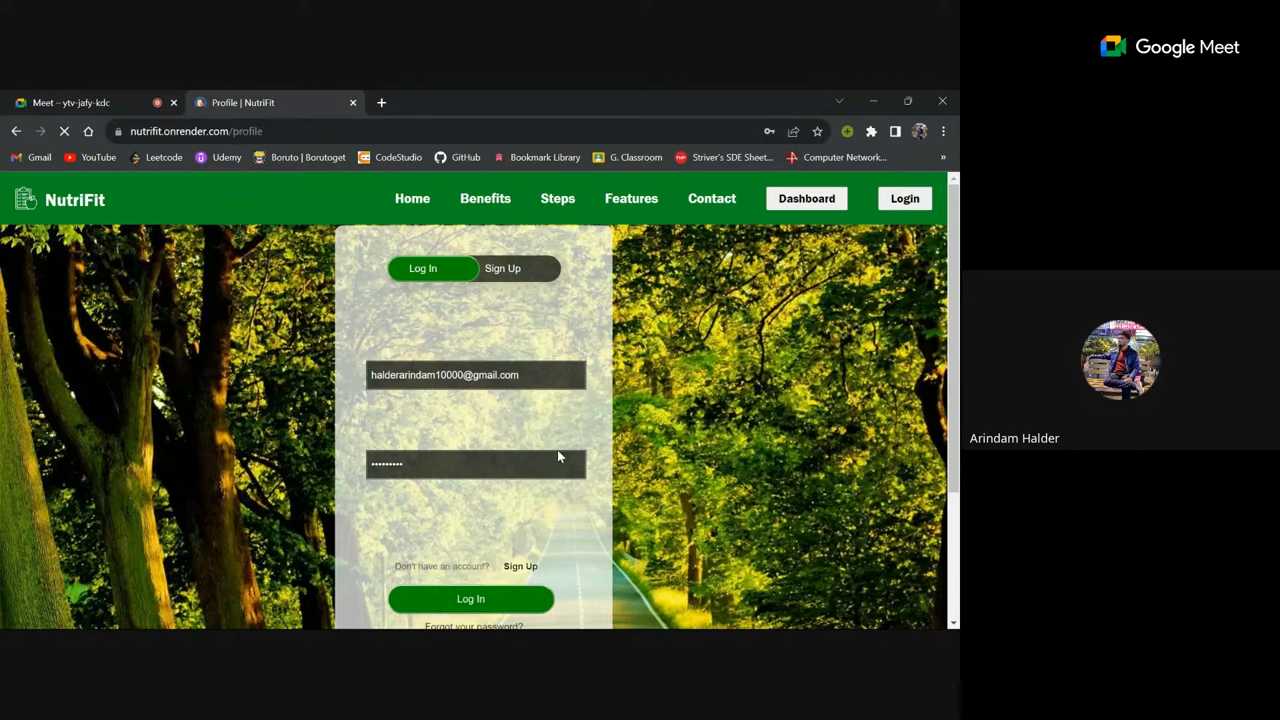 Google Meet
Meet – ytv-jafy-kdc
Profile | NutriFit
nutrifit.onrender.com/profile
Gmail YouTube Leetcode Udemy Boruto | Borutoget CodeStudio GitHub Bookmark Library G. Classroom Striver's SDE Sheet... Computer Network... »
NutriFit Home Benefits Steps Features Contact Dashboard Login
Log In Sign Up
halderarindam10000@gmail.com
•••••••••
Don't have an account? Sign Up
Log In
Forgot your password?
Arindam Halder